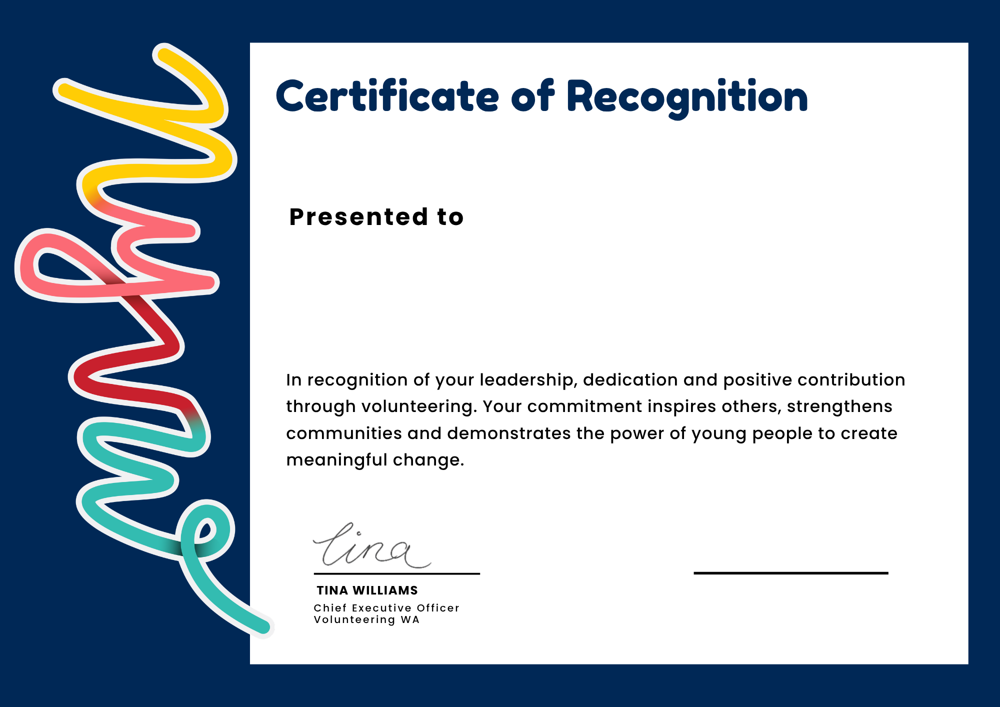 Certificate of Recognition
Presented to
In recognition of your leadership, dedication and positive contribution
through volunteering. Your commitment inspires others, strengthens
communities and demonstrates the power of young people to create
meaningful change.
Tina
TINA WILLIAMS
Chief Executive Officer
Volunteering WA